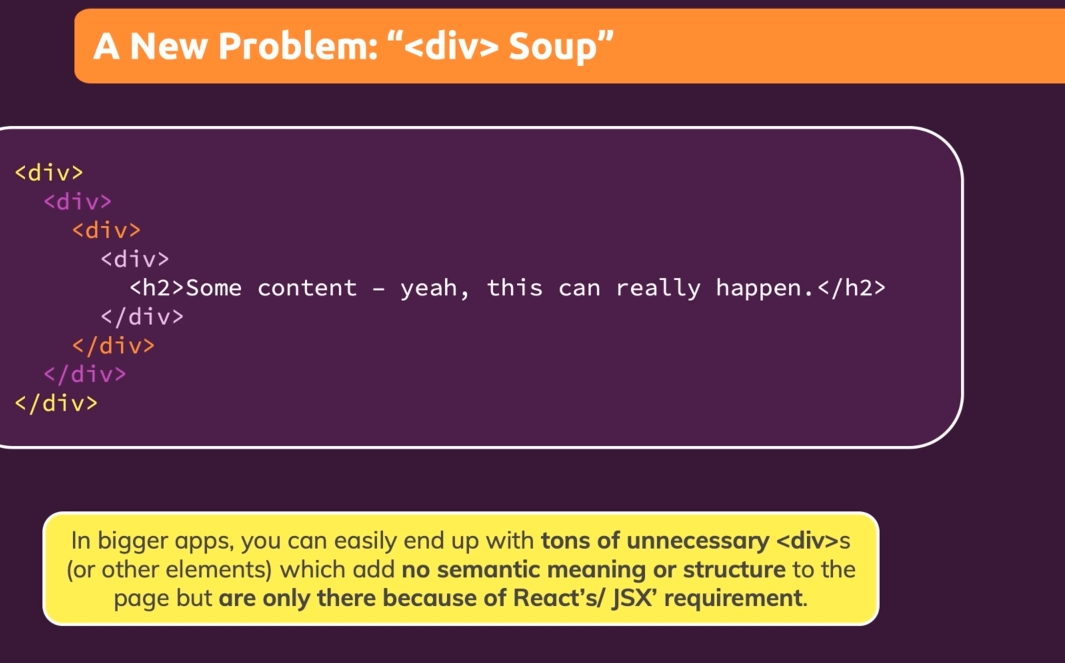 A New Problem: “<div> Soup”
<div>
<div>
<div>
<div>
<h2>Some content – yeah, this can really happen.</h2>
</div>
</div>
</div>
</div>
In bigger apps, you can easily end up with tons of unnecessary <div>s
(or other elements) which add no semantic meaning or structure to the
page but are only there because of React’s/ JSX’ requirement.